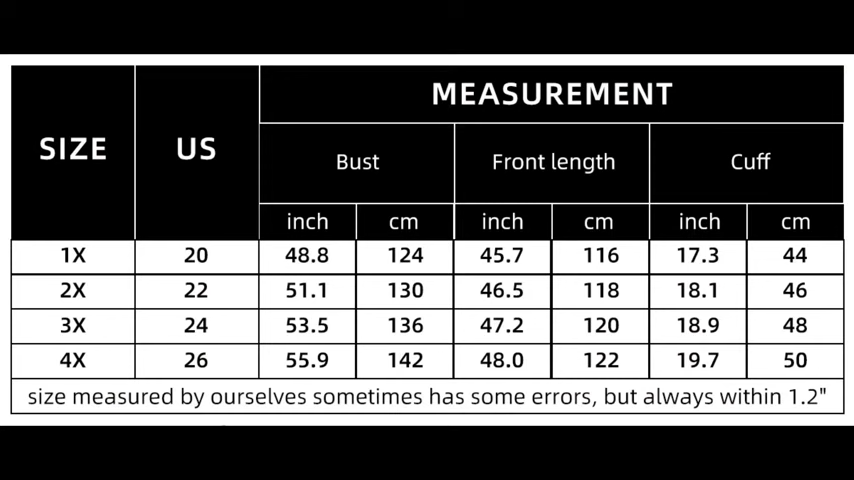 MEASUREMENT
SIZE US
Bust Front length Cuff
inch cm inch cm inch cm
1X 20 48.8 124 45.7 116 17.3 44
2X 22 51.1 130 46.5 118 18.1 46
3X 24 53.5 136 47.2 120 18.9 48
4X 26 55.9 142 48.0 122 19.7 50
size measured by ourselves sometimes has some errors, but always within 1.2"